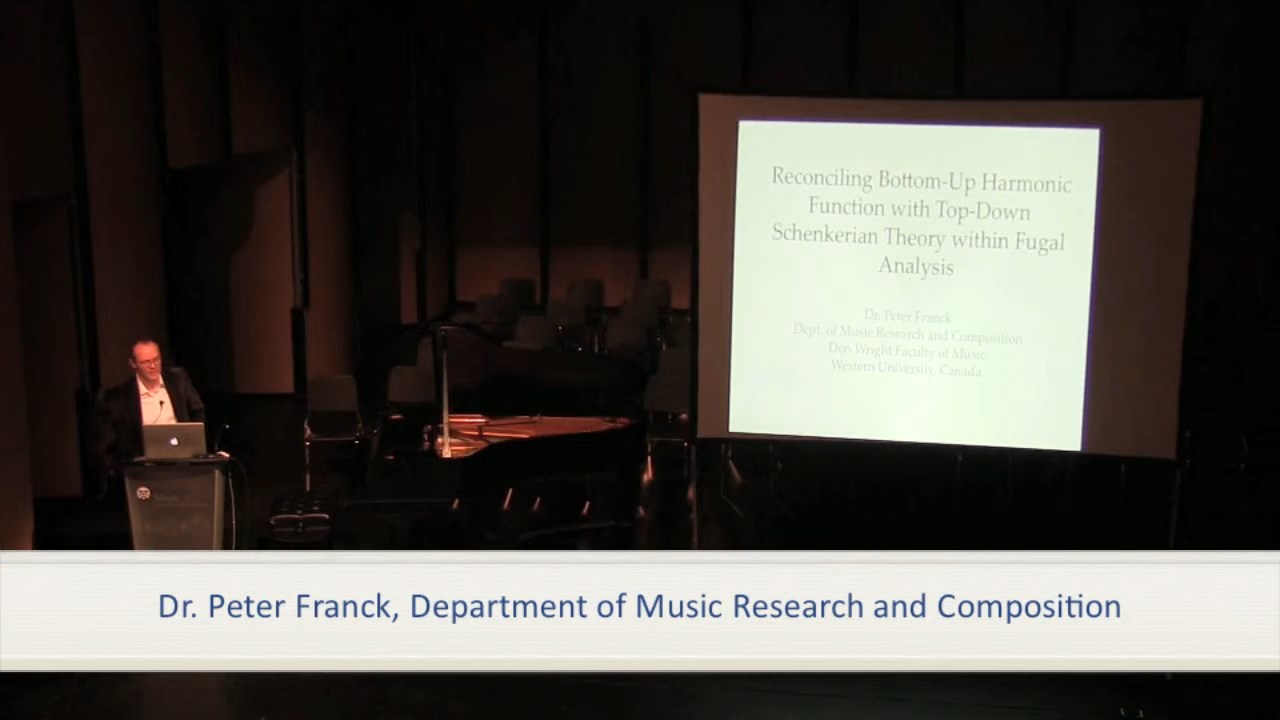 Reconciling Bottom-Up Harmonic
Function with Top-Down
Schenkerian Theory within Fugal
Analysis
Dr. Peter Franck
Dept. of Music Research and Composition
Don Wright Faculty of Music
Western University, Canada
Dr. Peter Franck, Department of Music Research and Composition